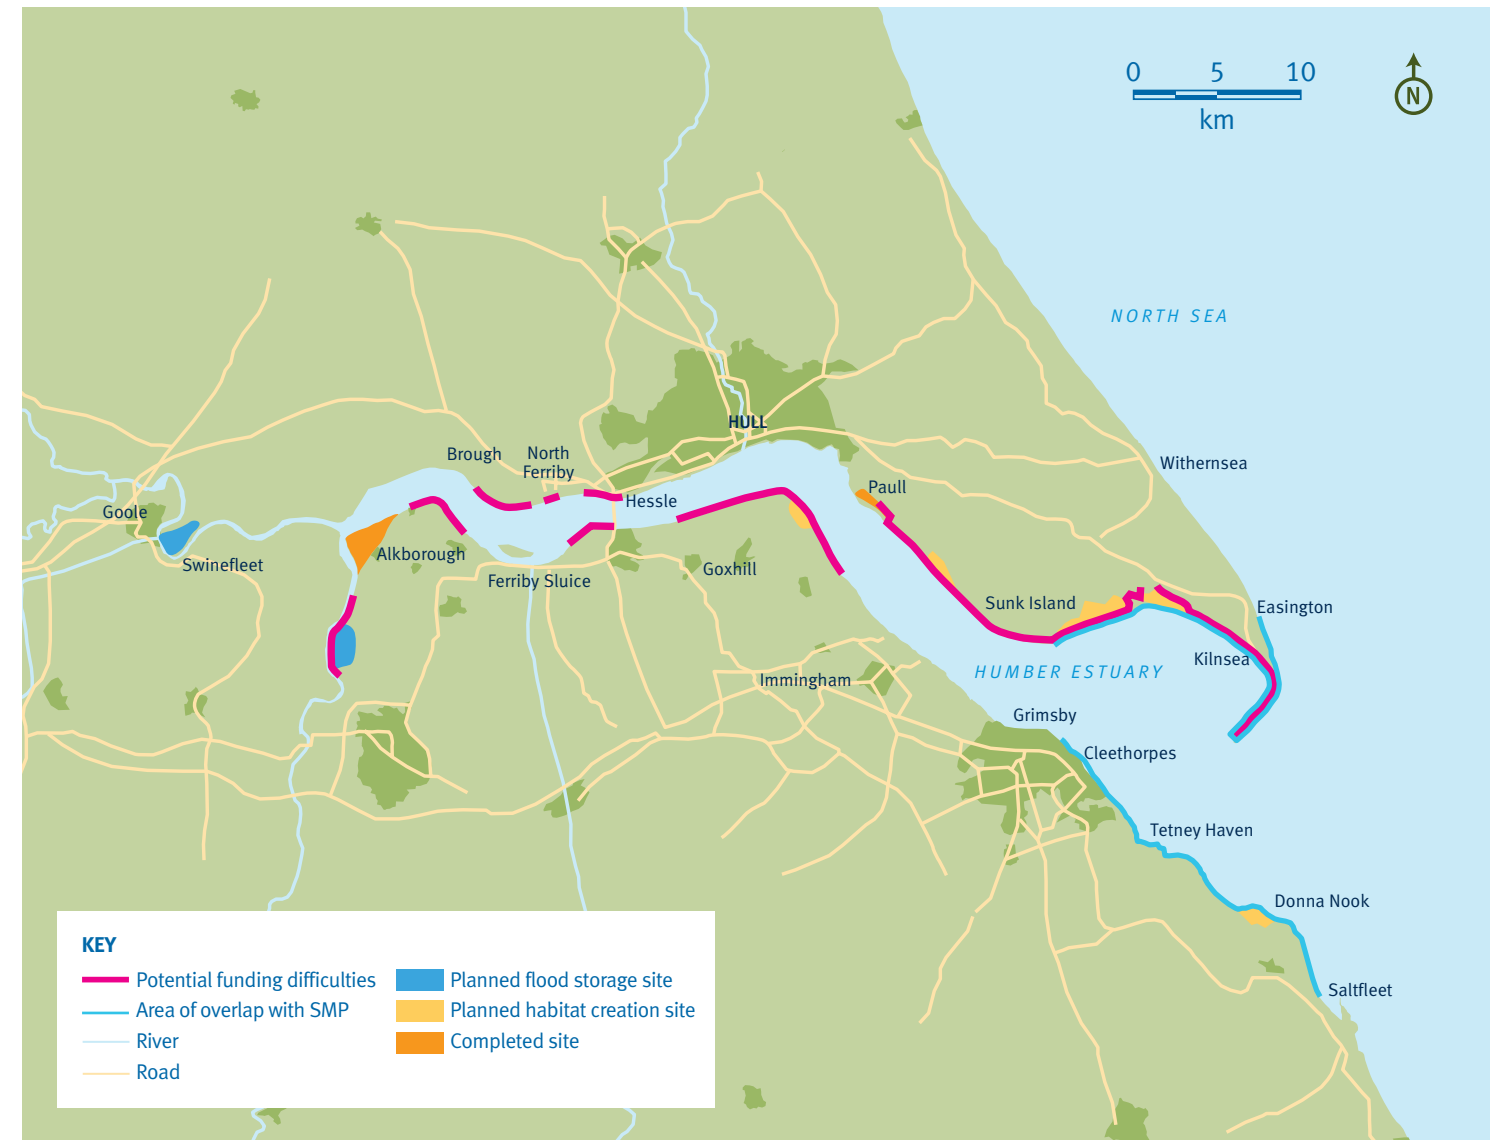 0 5 10
km
N
NORTH SEA
HULL
Brough
North
Ferriby
Withernsea
Paull
Hessle
Goole
Alkborough
Swinefleet
Goxhill
Ferriby Sluice
Sunk Island
Easington
Kilnsea
HUMBER ESTUARY
Immingham
Grimsby
Cleethorpes
Tetney Haven
Donna Nook
Saltfleet
KEY
Potential funding difficulties
Area of overlap with SMP
River
Road
Planned flood storage site
Planned habitat creation site
Completed site